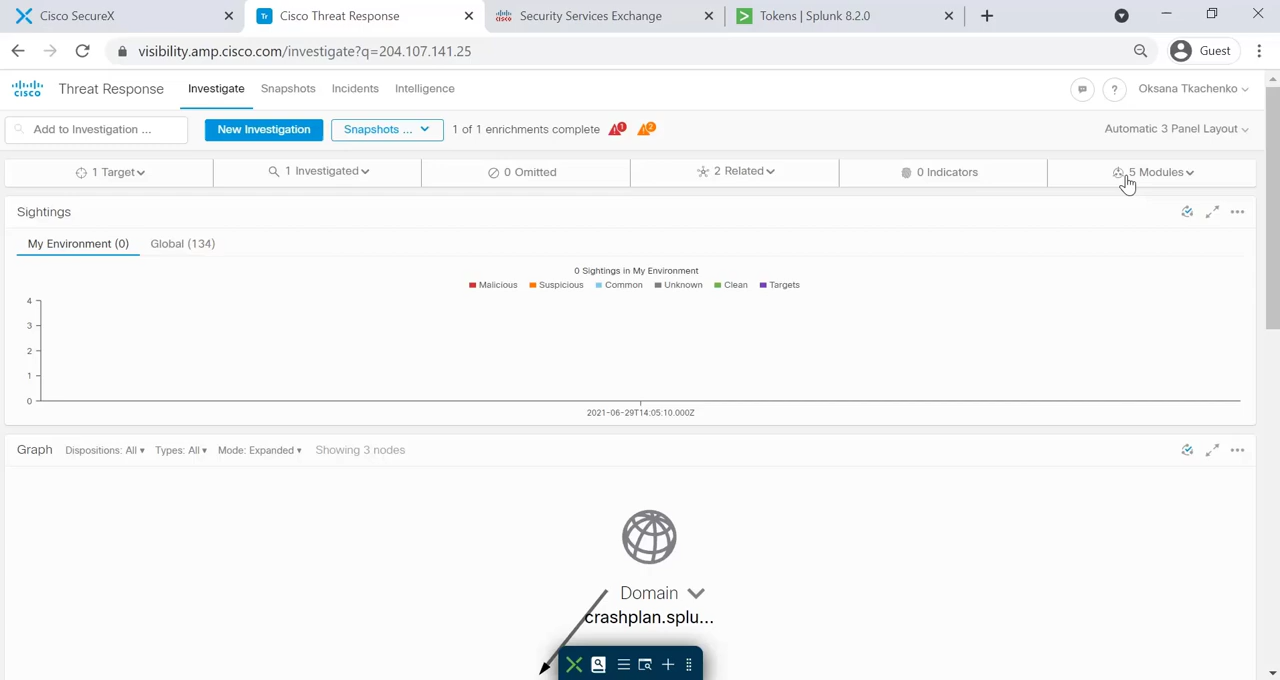 Cisco SecureX
Cisco Threat Response
Security Services Exchange
Tokens | Splunk 8.2.0
visibility.amp.cisco.com/investigate?q=204.107.141.25
Guest
CISCO
Threat Response
Investigate
Snapshots
Incidents
Intelligence
?
Oksana Tkachenko
Add to Investigation ...
New Investigation
Snapshots ...
1 of 1 enrichments complete
1
2
Automatic 3 Panel Layout
1 Target
1 Investigated
0 Omitted
2 Related
0 Indicators
5 Modules
Sightings
My Environment (0)
Global (134)
0 Sightings in My Environment
Malicious
Suspicious
Common
Unknown
Clean
Targets
4
3
2
1
0
2021-06-29T14:05:10.000Z
Graph
Dispositions: All
Types: All
Mode: Expanded
Showing 3 nodes
Domain
crashplan.splu...